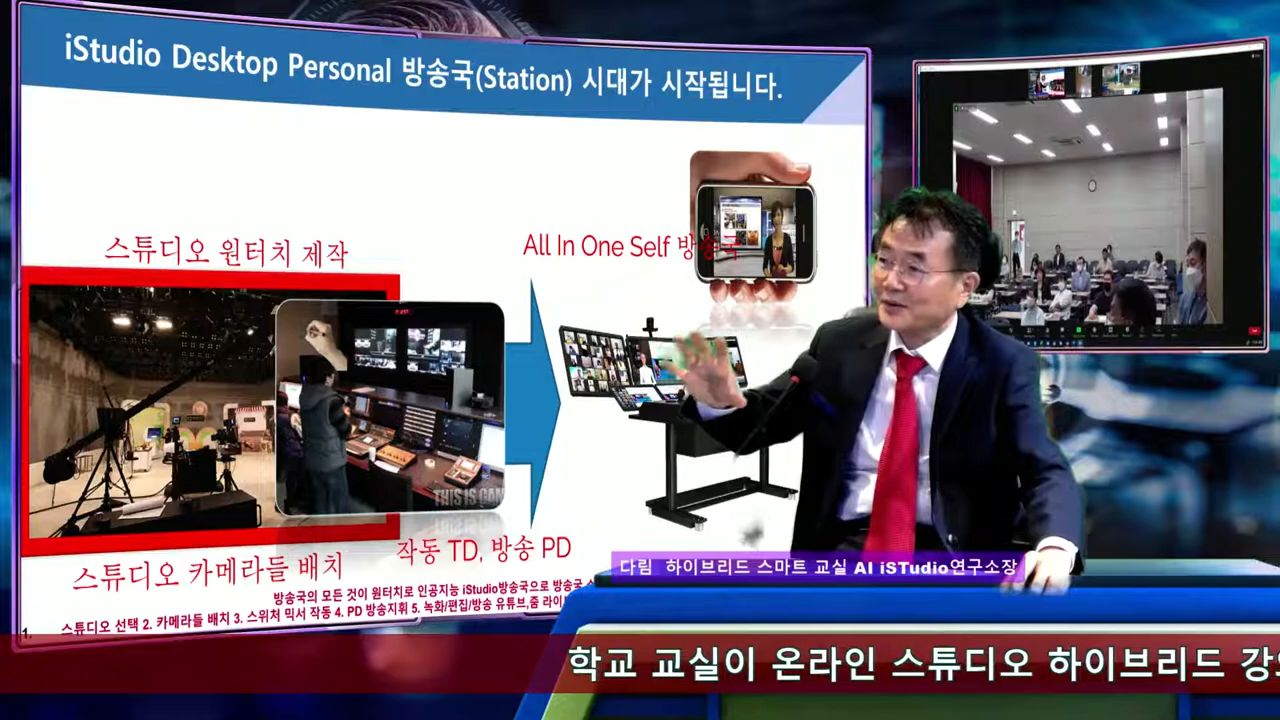 iStudio Desktop Personal 방송국(Station) 시대가 시작됩니다.
스튜디오 원터치 제작
All In One Self 방송국
THIS IS CAN
작동 TD, 방송 PD
스튜디오 카메라들 배치
방송국의 모든 것이 원터치로 인공지능 iStudio방송국으로 방송국
1. 스튜디오 선택 2. 카메라들 배치 3. 스위처 믹서 작동 4. PD 방송지휘 5. 녹화/편집/방송 유튜브,줌 라이브
다림 하이브리드 스마트 교실 AI iSTudio연구소장
학교 교실이 온라인 스튜디오 하이브리드